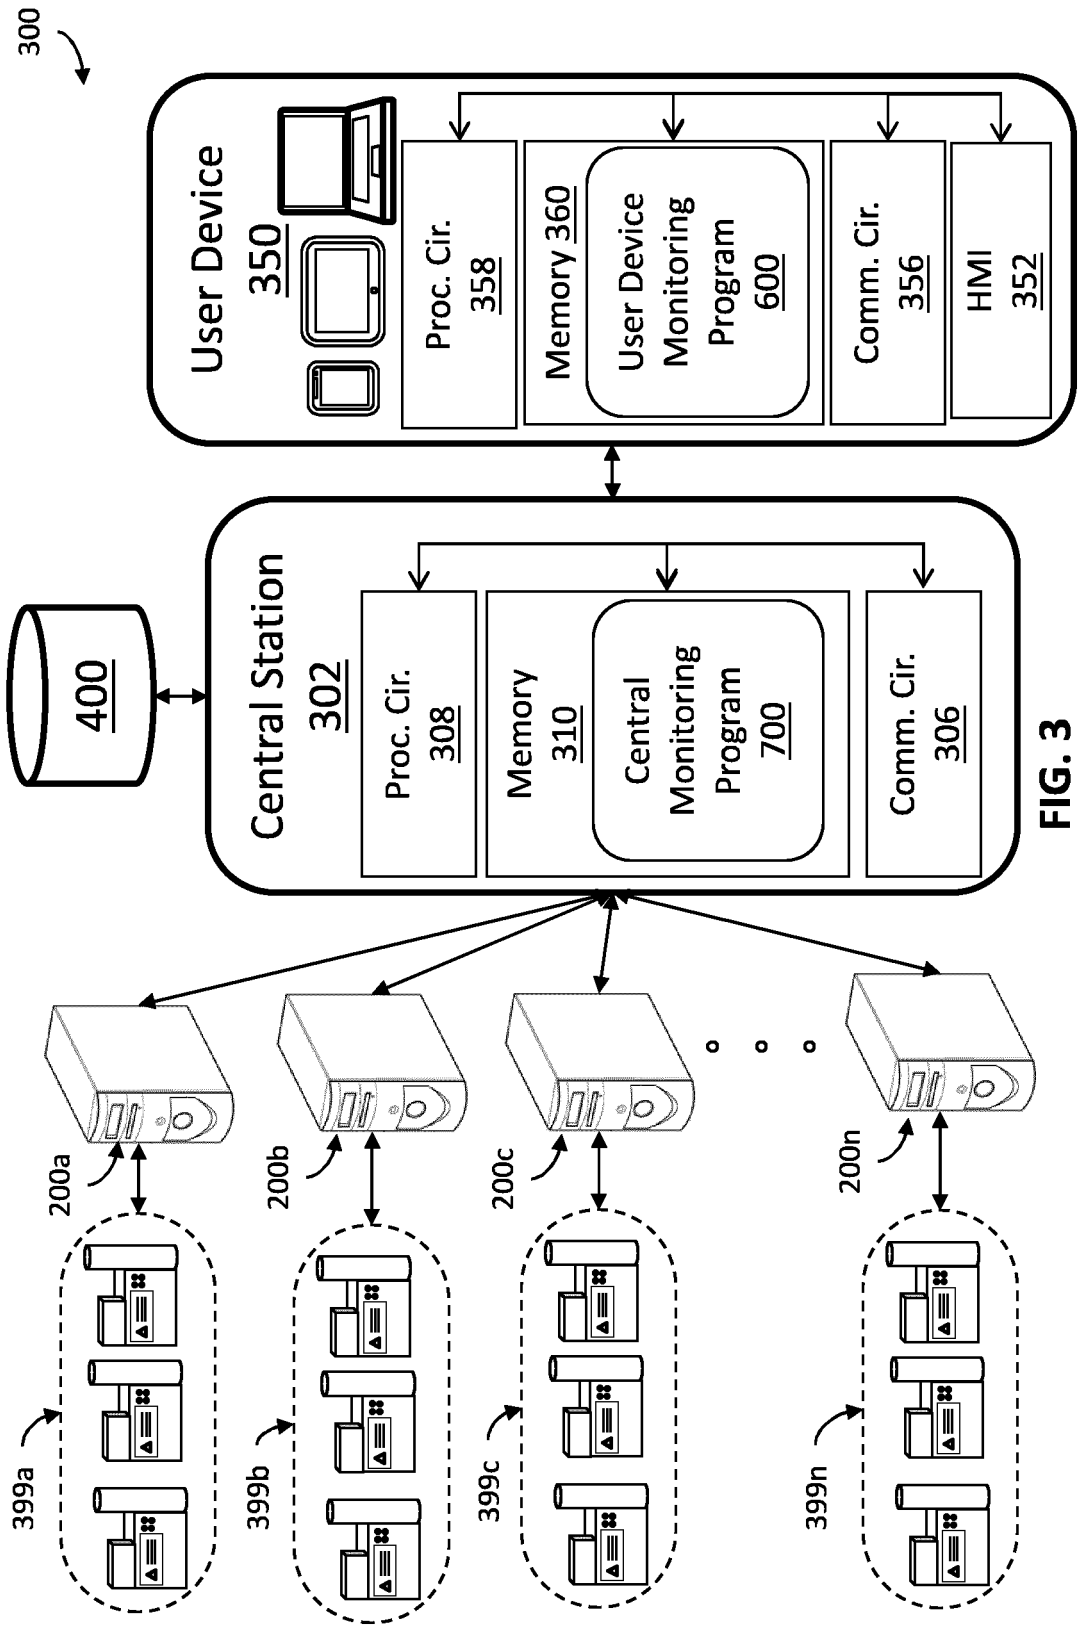 300
399a
200a
399b
200b
399c
200c
399n
200n
400
Central Station
302
Proc. Cir.
308
Memory
310
Central
Monitoring
Program
700
Comm. Cir.
306
User Device
350
Proc. Cir.
358
Memory 360
User Device
Monitoring
Program
600
Comm. Cir.
356
HMI
352
FIG. 3